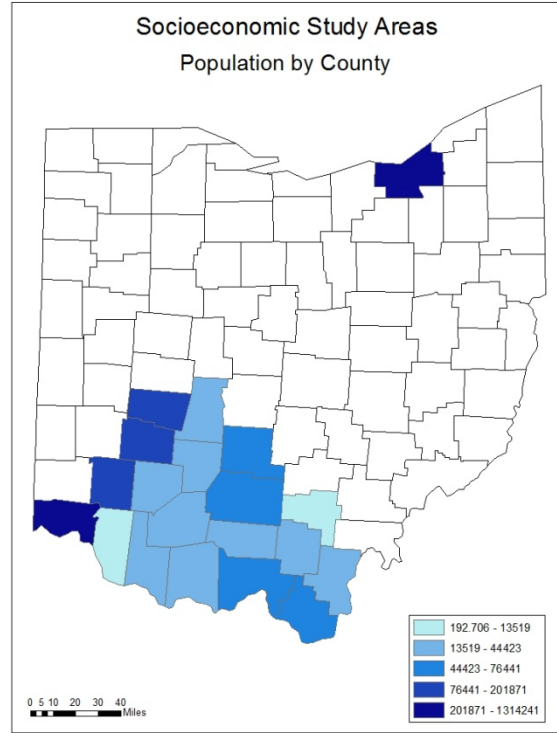 Socioeconomic Study Areas
Population by County
192.706 - 13519
13519 - 44423
44423 - 76441
76441 - 201871
201871 - 1314241
0 5 10 20 30 40
Miles